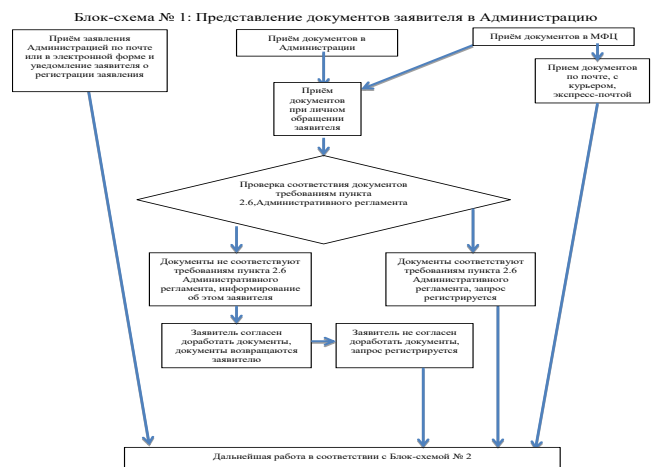 Блок-схема № 1: Представление документов заявителя в Администрацию
Приём заявления
Администрацией по почте
или в электронной форме и
уведомление заявителя о
регистрации заявления
Приём документов в
Администрации
Приём документов в МФЦ
Прием документов
по почте, с
курьером,
экспресс-почтой
Приём
документов
при личном
обращении
заявителя
Проверка соответствия документов
требованиям пункта
2.6,Административного регламента
Документы не соответствуют
требованиям пункта 2.6
Административного
регламента, информирование
об этом заявителя
Документы соответствуют
требованиям пункта 2.6
Административного
регламента, запрос
регистрируется
Заявитель согласен
доработать документы,
документы возвращаются
заявителю
Заявитель не согласен
доработать документы,
запрос регистрируется
Дальнейшая работа в соответствии с Блок-схемой № 2